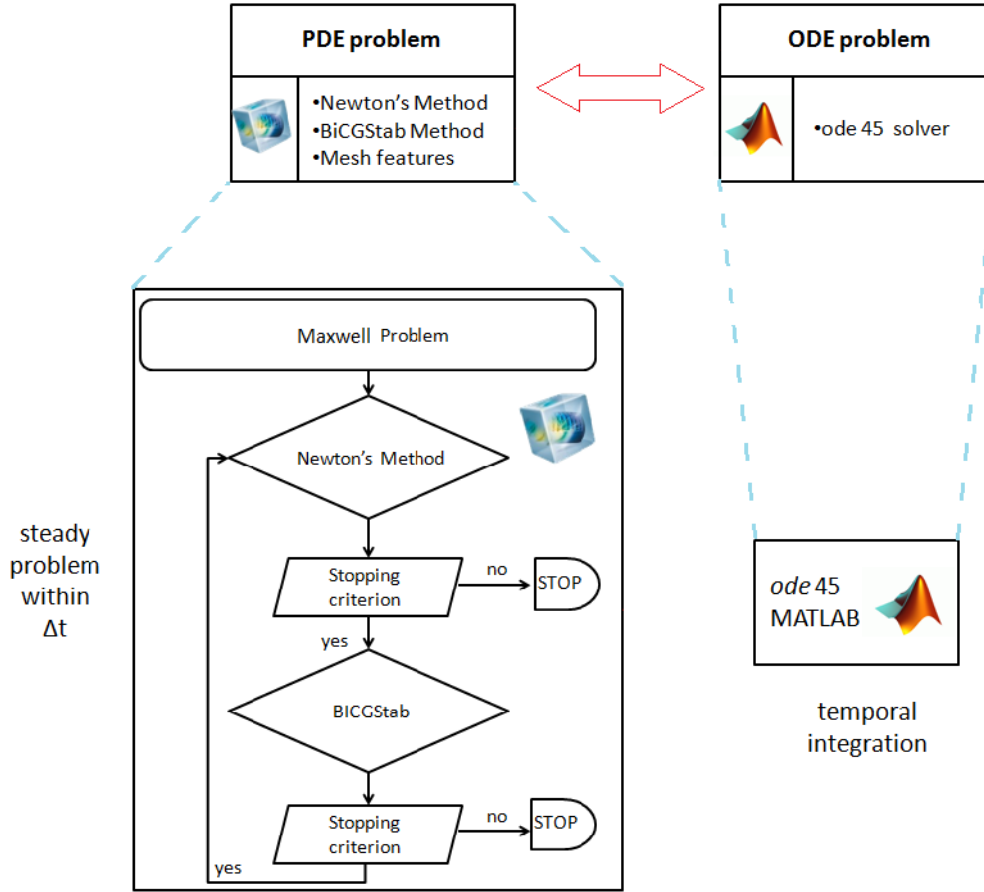 PDE problem
•Newton's Method
•BiCGStab Method
•Mesh features
ODE problem
•ode 45 solver
Maxwell Problem
Newton's Method
Stopping
criterion
no
STOP
yes
BICGStab
Stopping
criterion
no
STOP
yes
steady
problem
within
Δt
ode 45
MATLAB
temporal
integration